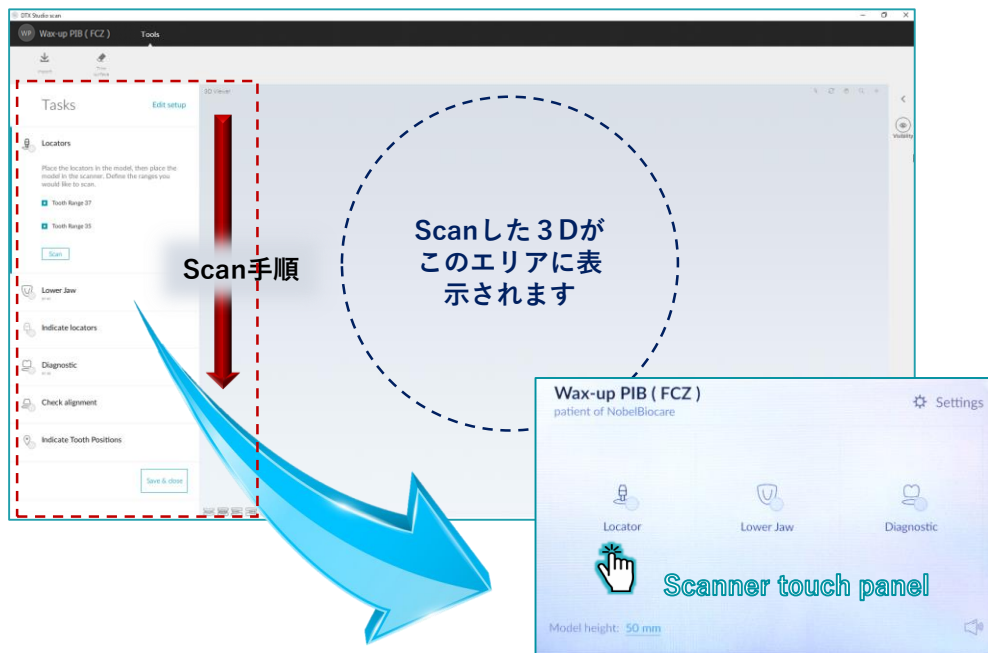 DTX Studio scan
WP Wax-up PIB ( FCZ ) Tools
Import
Tasks
Edit setup
3D Viewer
Visibility
Locators
Place the locators in the model, then place the
model in the scanner. Define the ranges you
would like to scan.
Tooth Range 37
Tooth Range 35
Scan
Lower Jaw
Indicate locators
Diagnostic
Check alignment
Indicate Tooth Positions
Save & close
Scan手順
Scanした３Dが
このエリアに表
示されます
Wax-up PIB ( FCZ )
patient of NobelBiocare
Settings
Locator
Lower Jaw
Diagnostic
Scanner touch panel
Model height: 50 mm